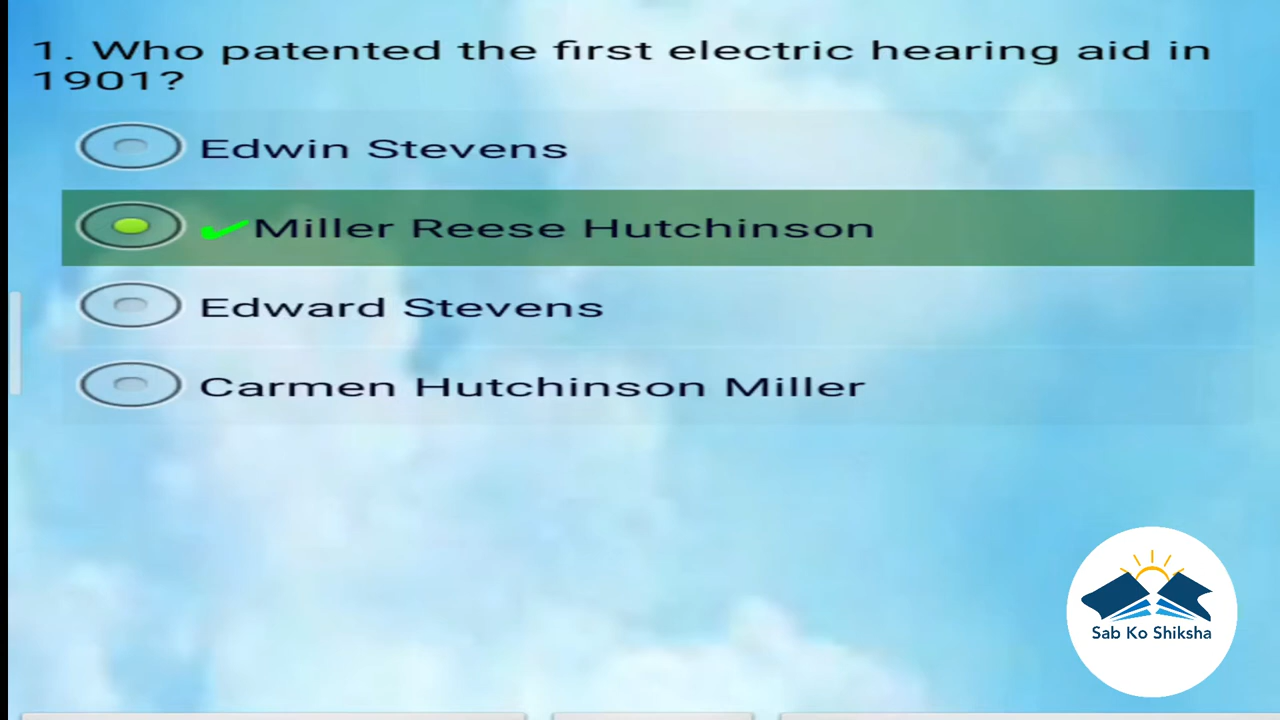 1. Who patented the first electric hearing aid in
1901?
Edwin Stevens
Miller Reese Hutchinson
Edward Stevens
Carmen Hutchinson Miller
Sab Ko Shiksha